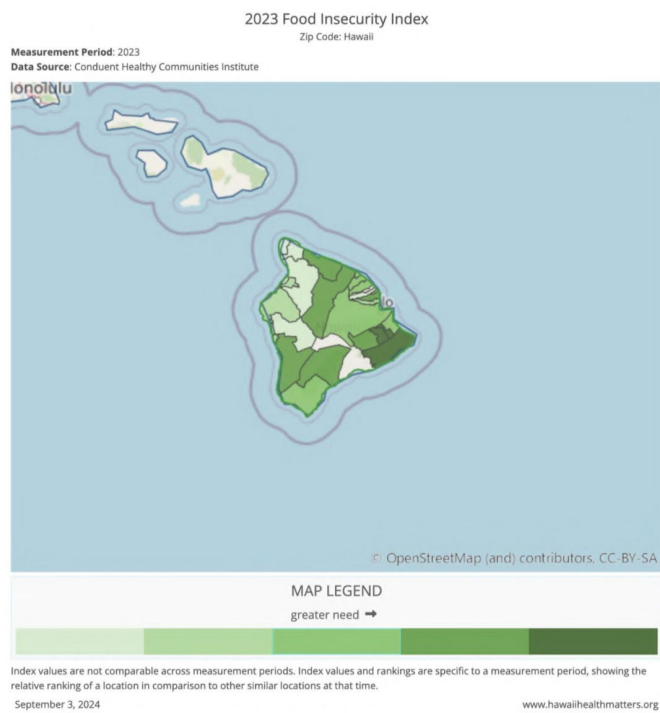 2023 Food Insecurity Index
Zip Code: Hawaii
Measurement Period: 2023
Data Source: Conduent Healthy Communities Institute
lonolulu
lo
© OpenStreetMap (and) contributors, CC-BY-SA
MAP LEGEND
greater need ➡
Index values are not comparable across measurement periods. Index values and rankings are specific to a measurement period, showing the
relative ranking of a location in comparison to other similar locations at that time.
September 3, 2024 www.hawaiihealthmatters.org